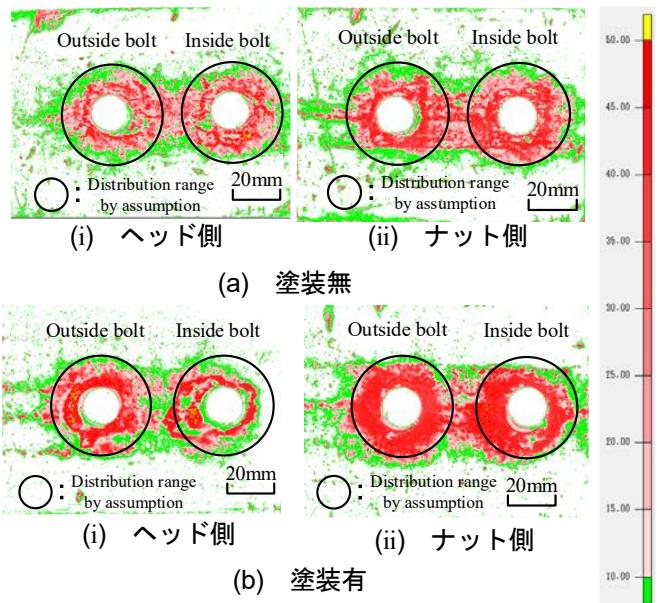 Outside bolt Inside bolt
Outside bolt Inside bolt
: Distribution range
by assumption
20mm
: Distribution range
by assumption
20mm
(i) ヘッド側
(ii) ナット側
(a) 塗装無
Outside bolt Inside bolt
Outside bolt Inside bolt
: Distribution range
by assumption
20mm
: Distribution range
by assumption
20mm
(i) ヘッド側
(ii) ナット側
(b) 塗装有
50.00
45.00
40.00
35.00
30.00
25.00
20.00
22.00
15.00
10.00